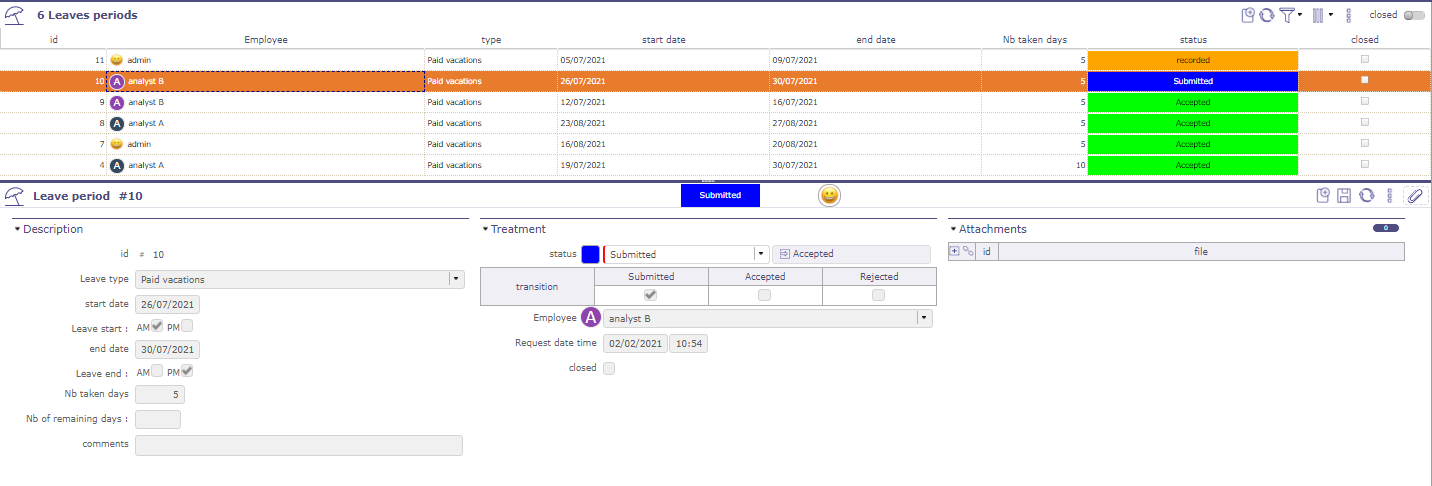 6 Leaves periods closed
id Employee type start date end date Nb taken days status closed
11 admin Paid vacations 05/07/2021 09/07/2021 5 recorded
10 A analyst B Paid vacations 26/07/2021 30/07/2021 5 Submitted
9 A analyst B Paid vacations 12/07/2021 16/07/2021 5 Accepted
8 A analyst A Paid vacations 23/08/2021 27/08/2021 5 Accepted
7 admin Paid vacations 16/08/2021 20/08/2021 5 Accepted
4 A analyst A Paid vacations 19/07/2021 30/07/2021 10 Accepted
Leave period #10 Submitted
Description
id # 10
Leave type Paid vacations
start date 26/07/2021
Leave start : AM PM
end date 30/07/2021
Leave end : AM PM
Nb taken days 5
Nb of remaining days :
comments
Treatment
status Submitted Accepted
transition Submitted Accepted Rejected
Employee A analyst B
Request date time 02/02/2021 10:54
closed
Attachments 0
id file